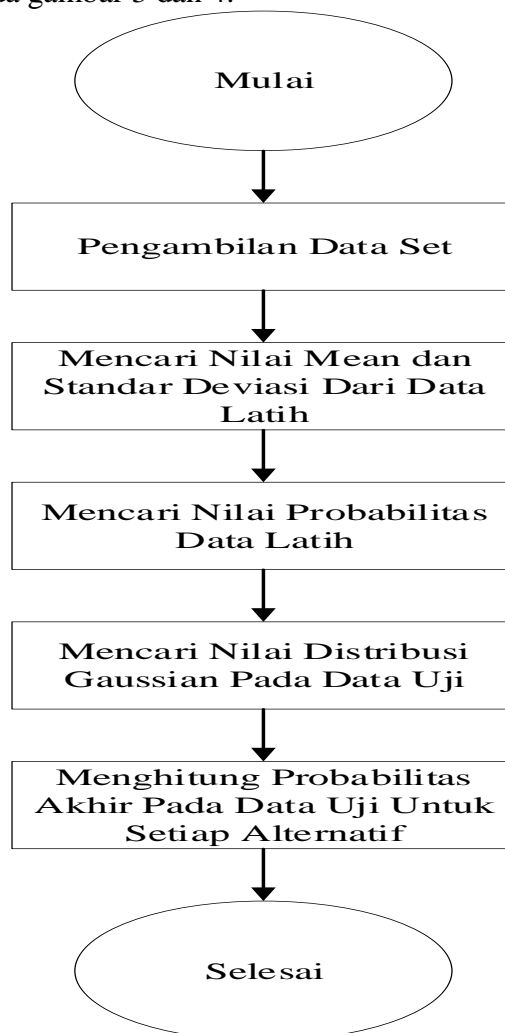 gambar 3 dan 4.
Mulai
Pengambilan Data Set
Mencari Nilai Mean dan
Standar Deviasi Dari Data
Latih
Mencari Nilai Probabilitas
Data Latih
Mencari Nilai Distribusi
Gaussian Pada Data Uji
Menghitung Probabilitas
Akhir Pada Data Uji Untuk
Setiap Alternatif
Selesai